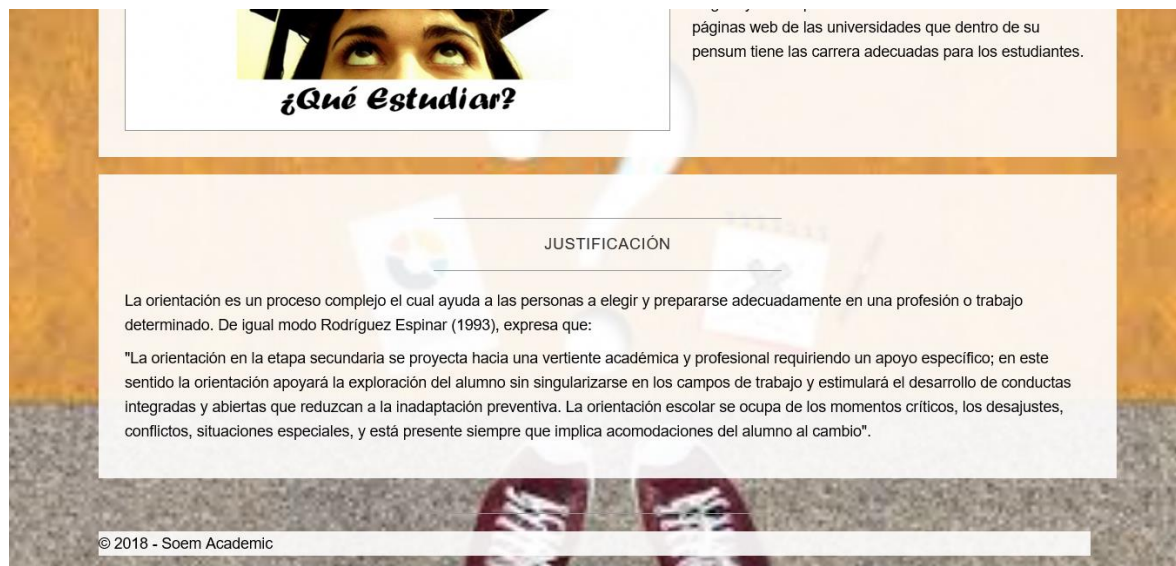 páginas web de las universidades que dentro de su
pensum tiene las carrera adecuadas para los estudiantes.
¿Qué Estudiar?
JUSTIFICACIÓN
La orientación es un proceso complejo el cual ayuda a las personas a elegir y prepararse adecuadamente en una profesión o trabajo
determinado. De igual modo Rodríguez Espinar (1993), expresa que:
"La orientación en la etapa secundaria se proyecta hacia una vertiente académica y profesional requiriendo un apoyo específico; en este
sentido la orientación apoyará la exploración del alumno sin singularizarse en los campos de trabajo y estimulará el desarrollo de conductas
integradas y abiertas que reduzcan a la inadaptación preventiva. La orientación escolar se ocupa de los momentos críticos, los desajustes,
conflictos, situaciones especiales, y está presente siempre que implica acomodaciones del alumno al cambio".
© 2018 - Soem Academic